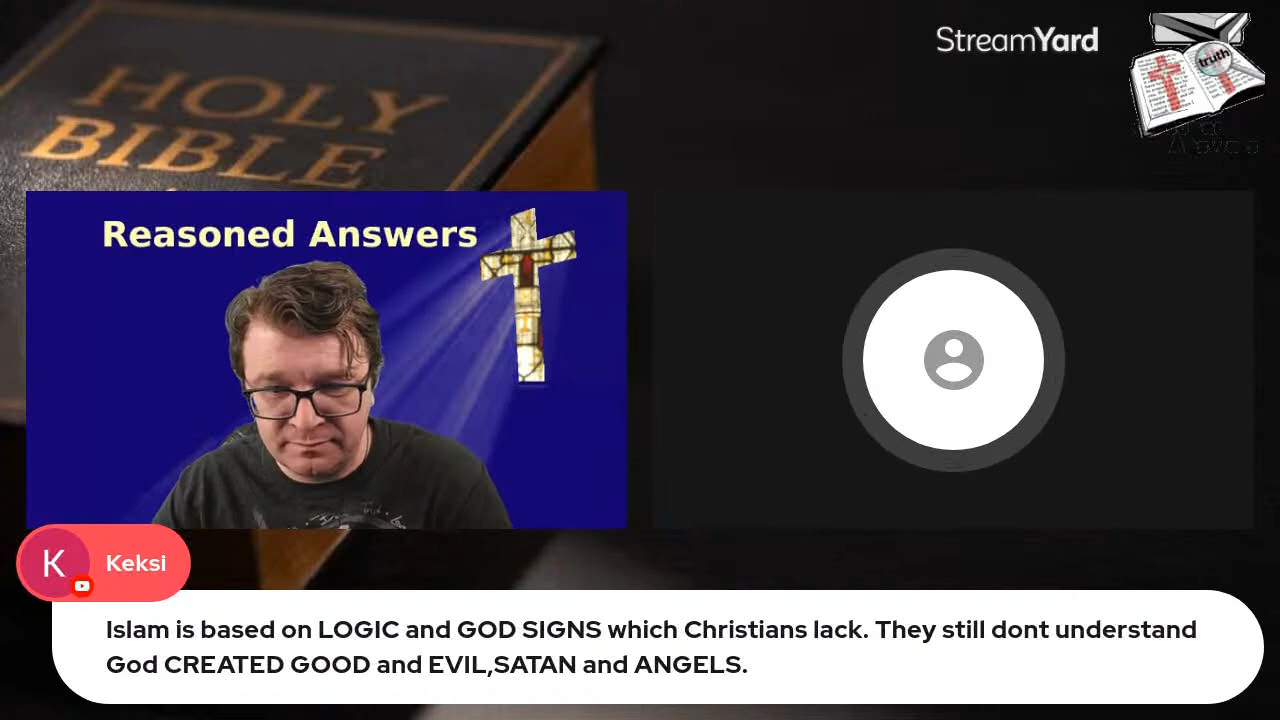 HOLY
BIBLE
StreamYard
truth
Reasoned Answers
K
Keksi
Islam is based on LOGIC and GOD SIGNS which Christians lack. They still dont understand
God CREATED GOOD and EVIL,SATAN and ANGELS.